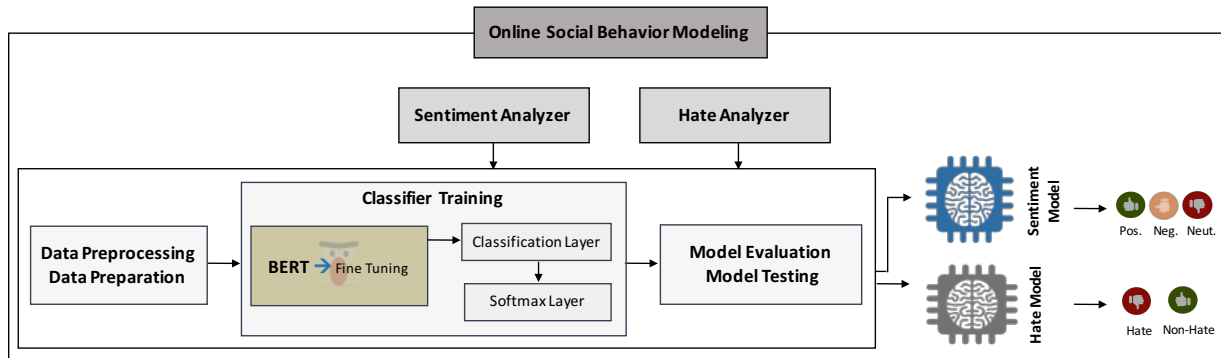 Online Social Behavior Modeling
Sentiment Analyzer
Hate Analyzer
Classifier Training
Data Preprocessing
Data Preparation
BERT
Fine Tuning
Classification Layer
Softmax Layer
Model Evaluation
Model Testing
Sentiment
Model
Pos.
Neg.
Neut.
Hate Model
Hate
Non-Hate